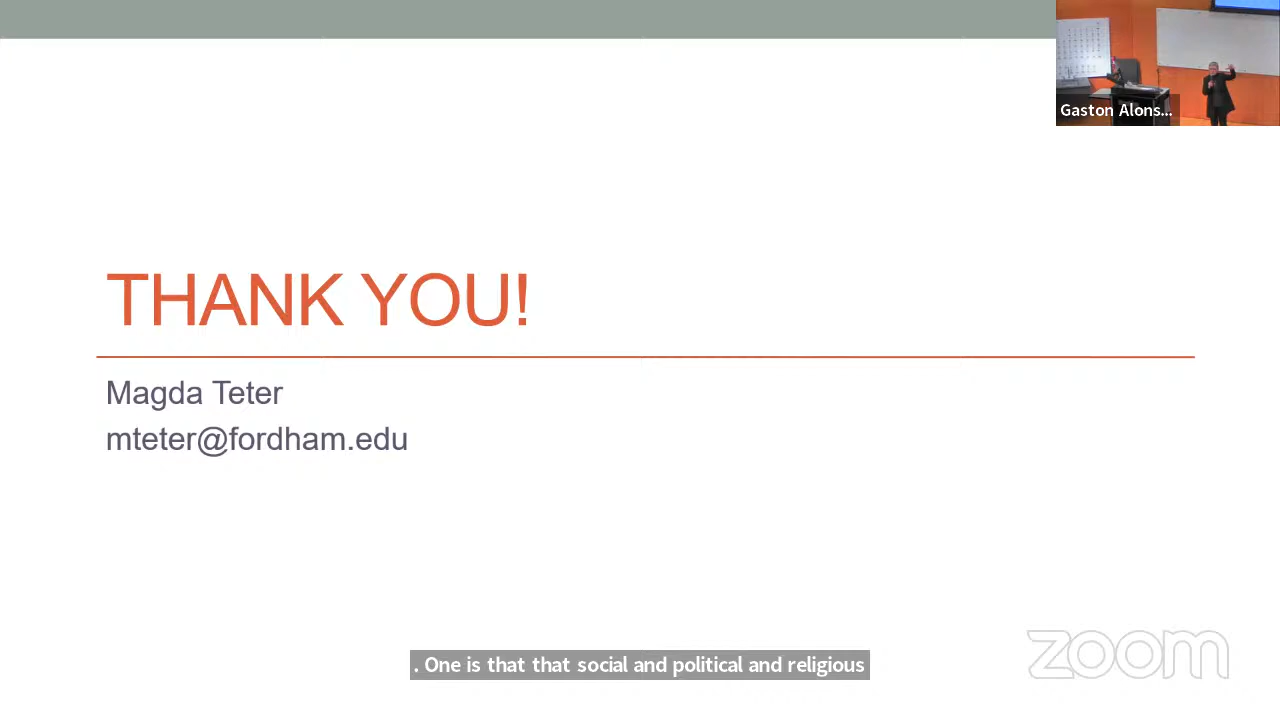 Gaston Alons...
THANK YOU!
Magda Teter
mteter@fordham.edu
. One is that that social and political and religious
zoom